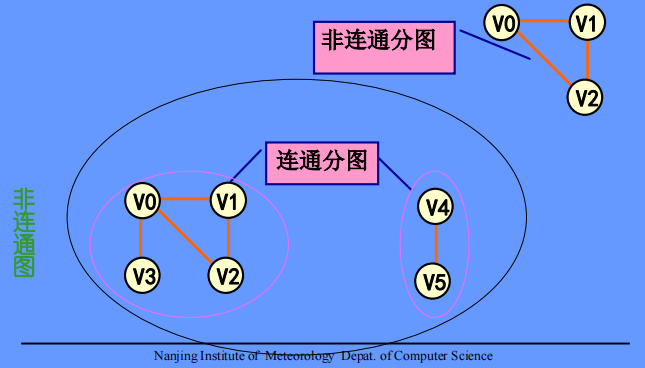 V0 V1
非连通分图
V2
连通分图
非连通图
V0 V1
V4
V3 V2
V5
Nanjing Institute of Meteorology Depat. of Computer Science